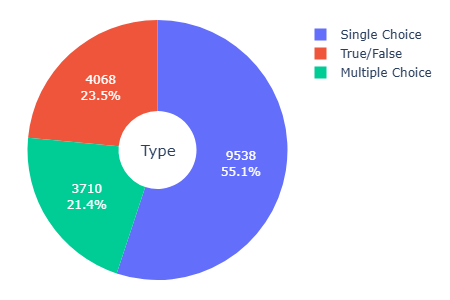 Single Choice
True/False
Multiple Choice
4068
23.5%
Type
9538
55.1%
3710
21.4%